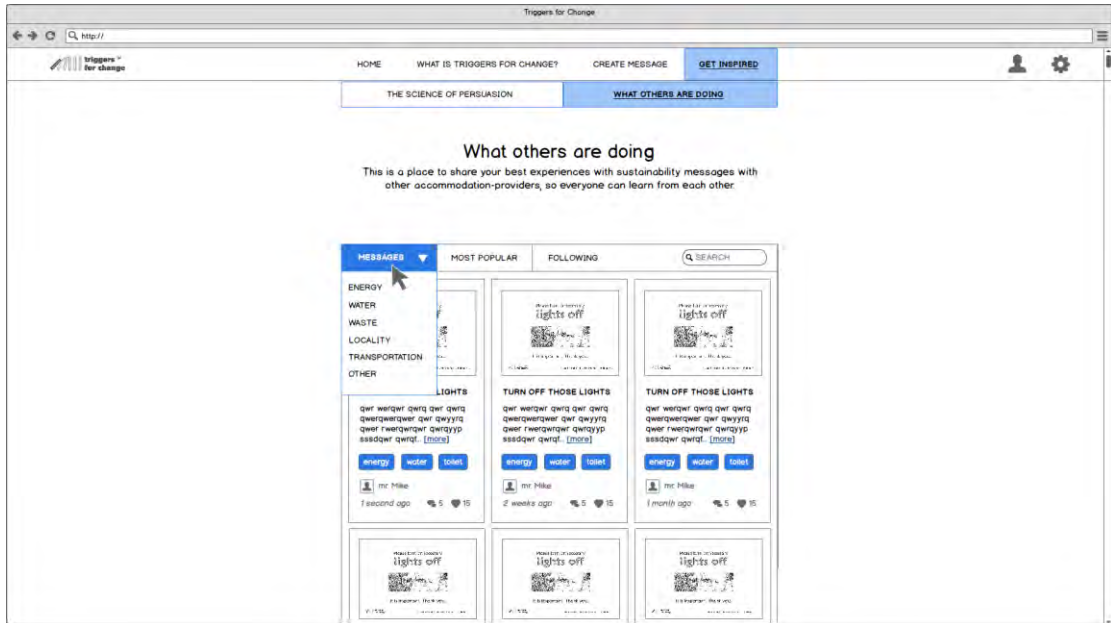 Triggers for Change
http://
triggers™
for change
HOME WHAT IS TRIGGERS FOR CHANGE? CREATE MESSAGE GET INSPIRED
THE SCIENCE OF PERSUASION WHAT OTHERS ARE DOING
What others are doing
This is a place to share your best experiences with sustainability messages with
other accommodation-providers, so everyone can learn from each other
MESSAGES MOST POPULAR FOLLOWING SEARCH
ENERGY
WATER
WASTE
LOCALITY
TRANSPORTATION
OTHER
lights off
lights off
LIGHTS
qwr werqwr qwrq qwr qwrq
qwerqwerqwer qwr qwyyrq
qwer rwerqwrqwr qwrqyyp
sssdqwr qwrqt.. [more]
energy water toilet
mr. Mike
1 second ago 5 15
TURN OFF THOSE LIGHTS
qwr werqwr qwrq qwr qwrq
qwerqwerqwer qwr qwyyrq
qwer rwerqwrqwr qwrqyyp
sssdqwr qwrqt.. [more]
energy water toilet
mr. Mike
2 weeks ago 5 15
TURN OFF THOSE LIGHTS
qwr werqwr qwrq qwr qwrq
qwerqwerqwer qwr qwyyrq
qwer rwerqwrqwr qwrqyyp
sssdqwr qwrqt.. [more]
energy water toilet
mr. Mike
1 month ago 5 15
lights off
lights off
lights off